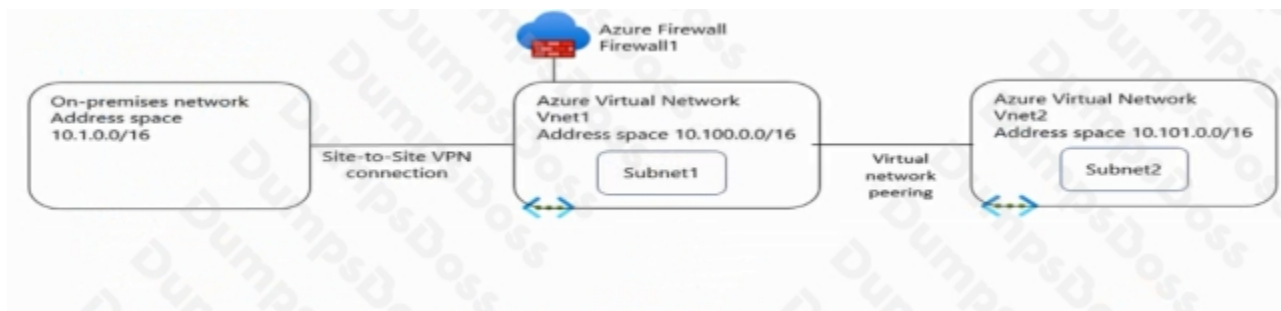 Azure Firewall
Firewall1
On-premises network
Address space
10.1.0.0/16
Site-to-Site VPN
connection
Azure Virtual Network
Vnet1
Address space 10.100.0.0/16
Subnet1
Virtual
network
peering
Azure Virtual Network
Vnet2
Address space 10.101.0.0/16
Subnet2
DumpsDoss